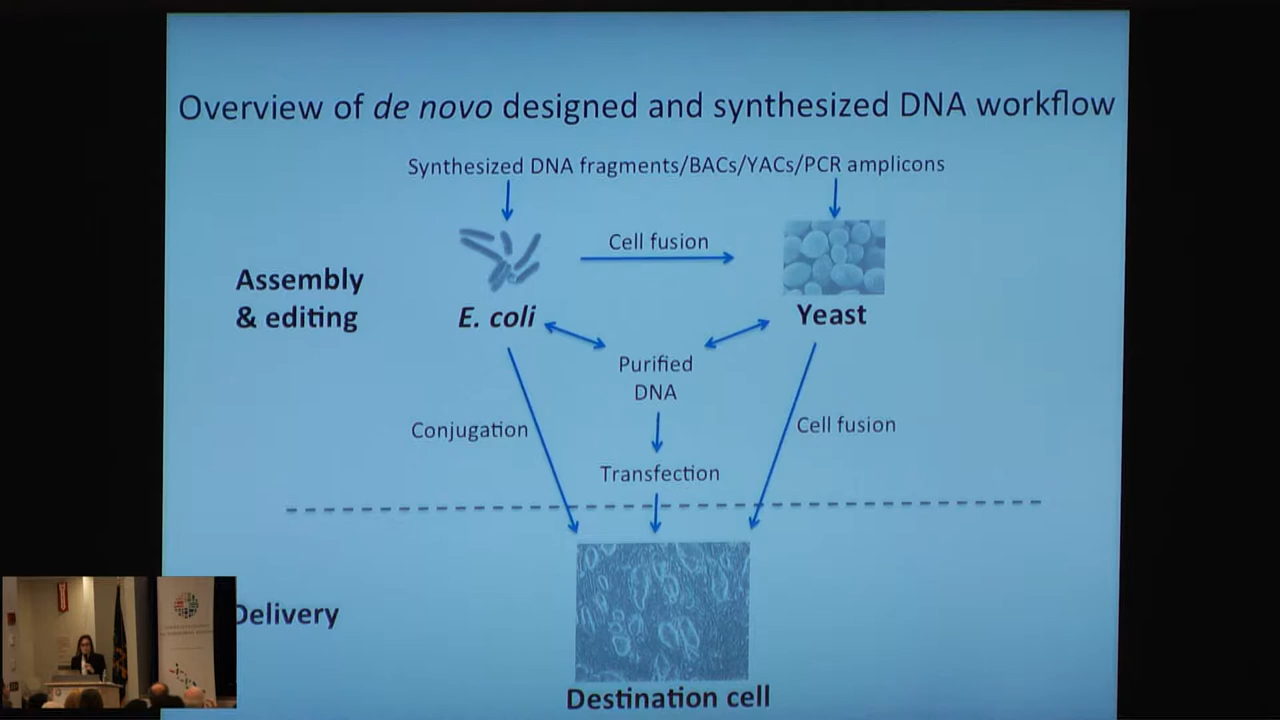 Overview of de novo designed and synthesized DNA workflow
Synthesized DNA fragments/BACs/YACs/PCR amplicons
Cell fusion
Assembly
& editing
E. coli
Yeast
Purified
DNA
Conjugation
Cell fusion
Transfection
Delivery
Destination cell